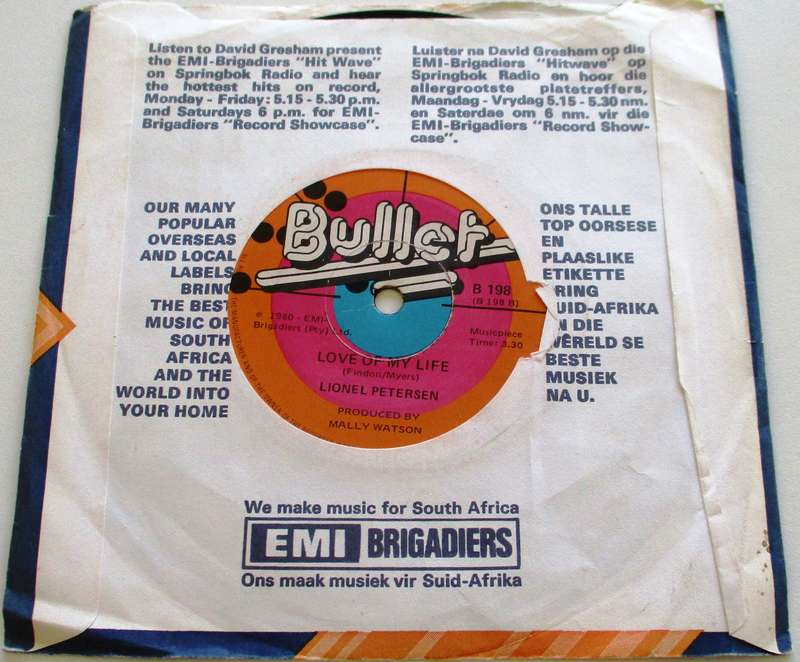 Listen to David Gresham present
the EMI-Brigadiers "Hit Wave"
on Springbok Radio and hear
the hottest hits on record,
Monday - Friday: 5.15 - 5.30 p.m.
and Saturdays 6 p.m. for EMI-
Brigadiers "Record Showcase".
Luister na David Gresham op die
EMI-Brigadiers "Hitwave" op
Springbok Radio en hoor die
allergrootste platetreffers,
Maandag - Vrydag 5.15 - 5.30 nm.
en Saterdae om 6 nm. vir die
EMI-Brigadiers "Record Show-
case".
OUR MANY
POPULAR
OVERSEAS
AND LOCAL
LABELS
BRING
THE BEST
MUSIC OF
SOUTH
AFRICA
AND THE
WORLD INTO
YOUR HOME
Bullet
B 198
(B 198 B)
℗ 1980 - EMI-
Brigadiers (Pty) Ltd.
Musicpiece
Time: 3.30
LOVE OF MY LIFE
(Findon/Myers)
LIONEL PETERSEN
PRODUCED BY
MALLY WATSON
ONS TALLE
TOP OORSESE
EN
PLAASLIKE
ETIKETTE
RING
UID-AFRIKA
N DIE
WÊRELD SE
BESTE
MUSIEK
NA U.
We make music for South Africa
EMI BRIGADIERS
Ons maak musiek vir Suid-Afrika